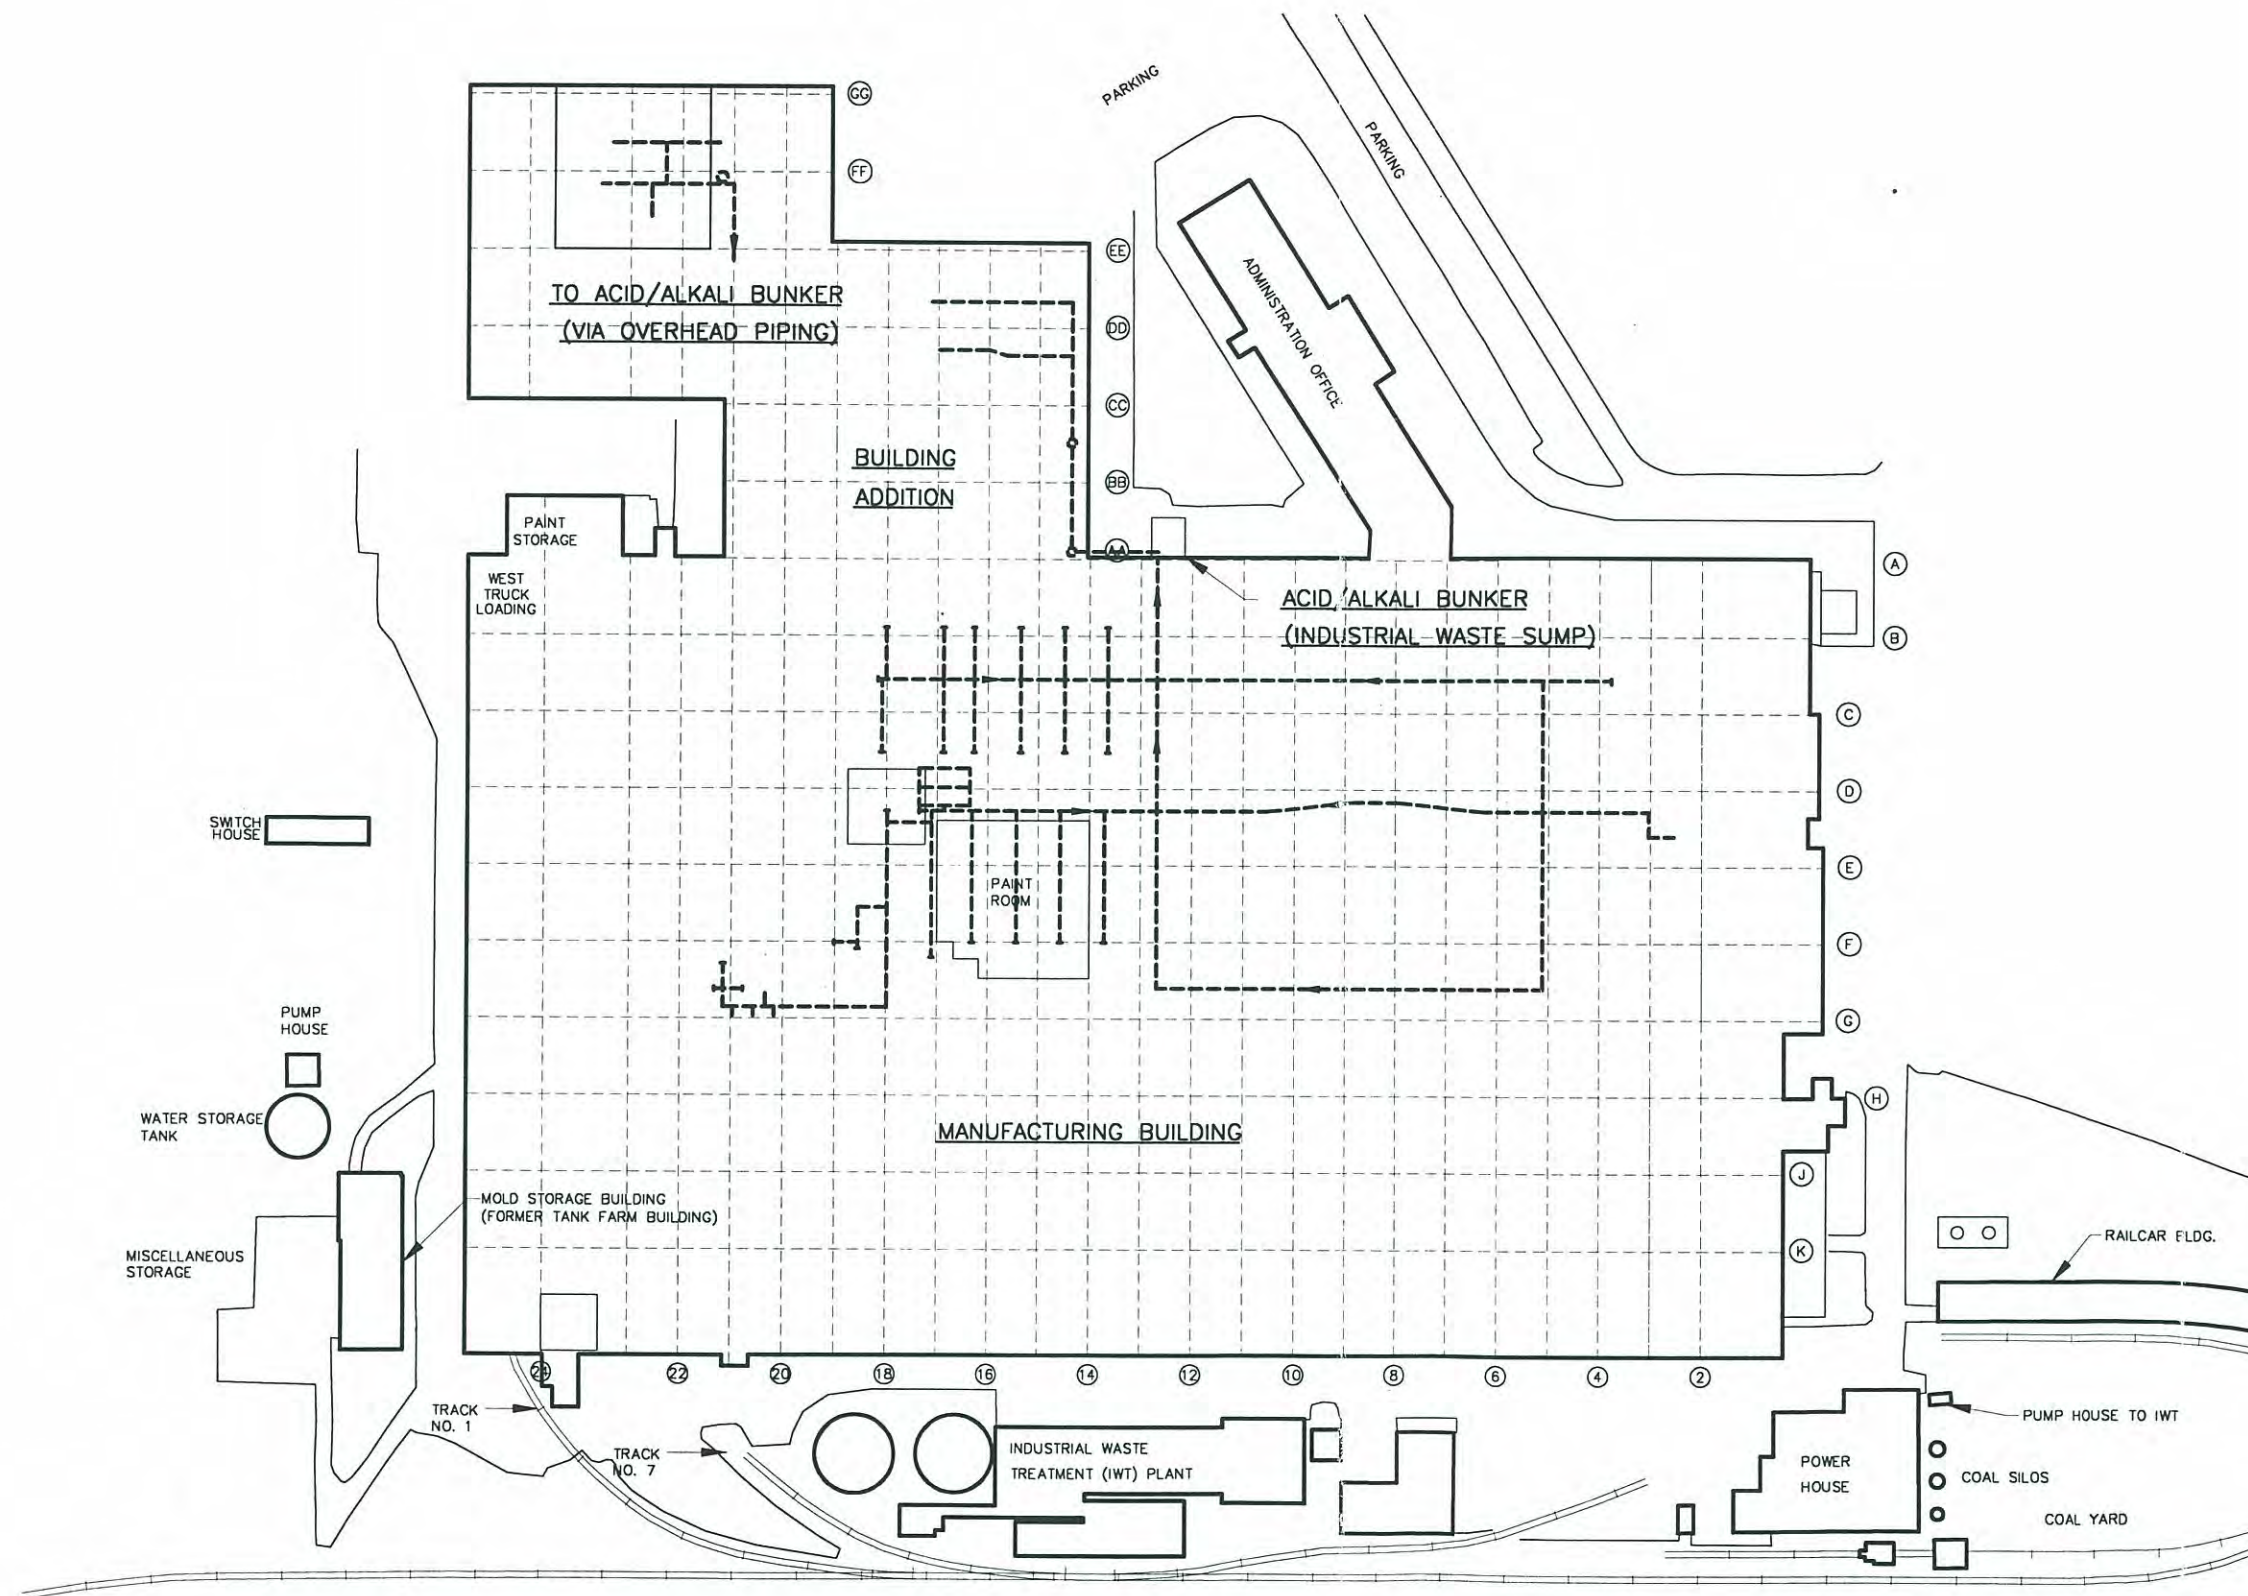 PARKING
PARKING
GG
FF
EE
DD
CC
BB
AA
ADMINISTRATION OFFICE
TO ACID/ALKALI BUNKER
(VIA OVERHEAD PIPING)
BUILDING
ADDITION
PAINT
STORAGE
WEST
TRUCK
LOADING
ACID/ALKALI BUNKER
(INDUSTRIAL WASTE SUMP)
A
B
C
D
E
F
G
H
J
K
SWITCH
HOUSE
PAINT
ROOM
PUMP
HOUSE
WATER STORAGE
TANK
MANUFACTURING BUILDING
MOLD STORAGE BUILDING
(FORMER TANK FARM BUILDING)
MISCELLANEOUS
STORAGE
RAILCAR BLDG.
24 22 20 18 16 14 12 10 8 6 4 2
TRACK
NO. 1
TRACK
NO. 7
INDUSTRIAL WASTE
TREATMENT (IWT) PLANT
POWER
HOUSE
PUMP HOUSE TO IWT
COAL SILOS
COAL YARD